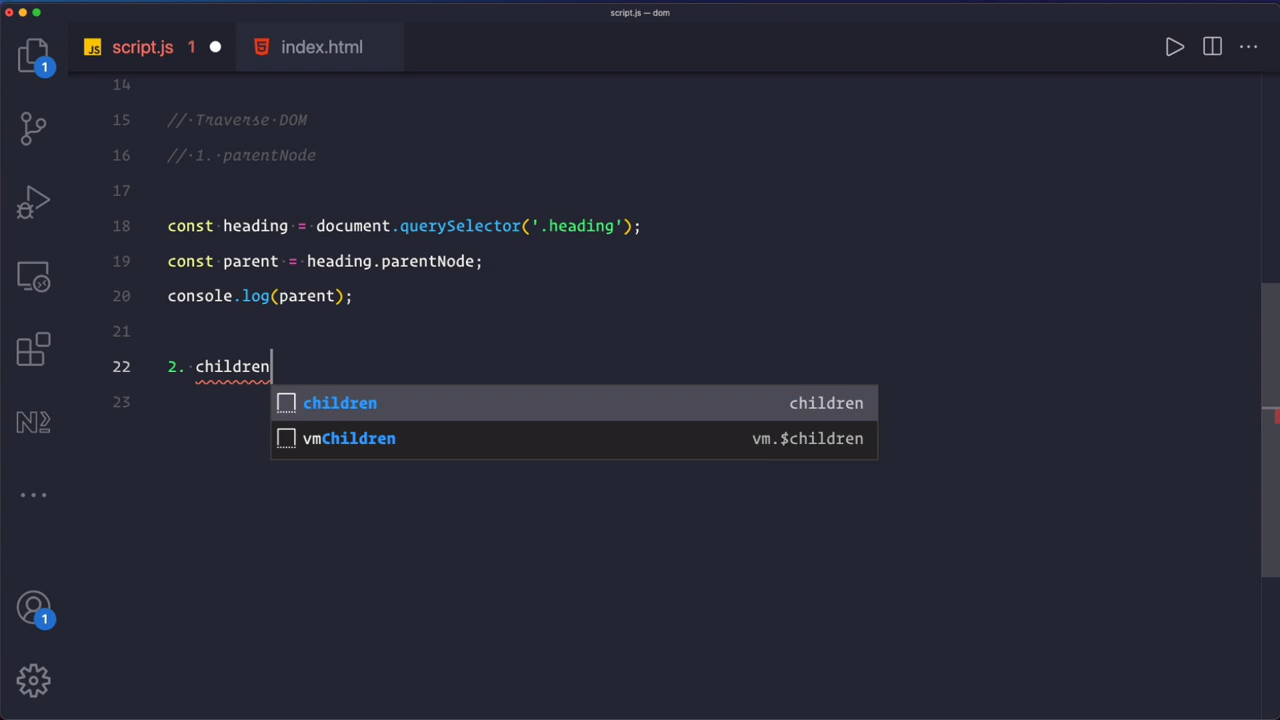 script.js — dom
JS script.js 1 index.html
1
14
15 // Traverse DOM
16 // 1. parentNode
17
18 const heading = document.querySelector('.heading');
19 const parent = heading.parentNode;
20 console.log(parent);
21
22 2. children
23
children children
vmChildren vm.$children
1